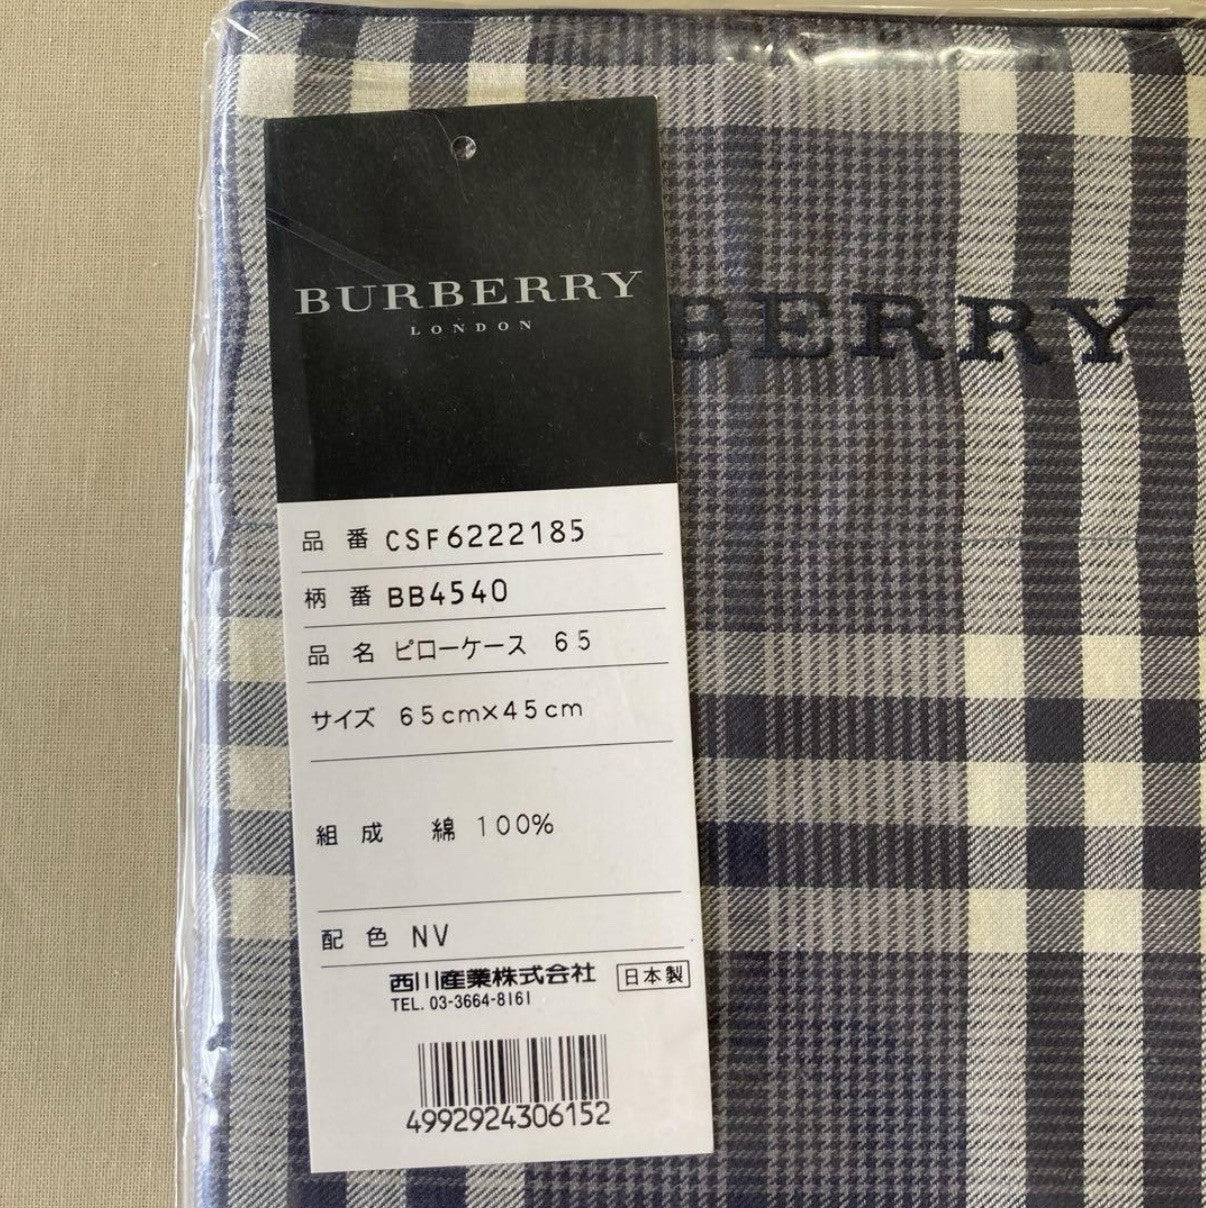 BURBERRY
LONDON
BERRY
品番 CSF6222185
柄番 BB4540
品名 ピローケース 65
サイズ 65cm×45cm
組成 綿 100%
配色 NV
西川産業株式会社 日本製
TEL. 03-3664-8161
4992924306152